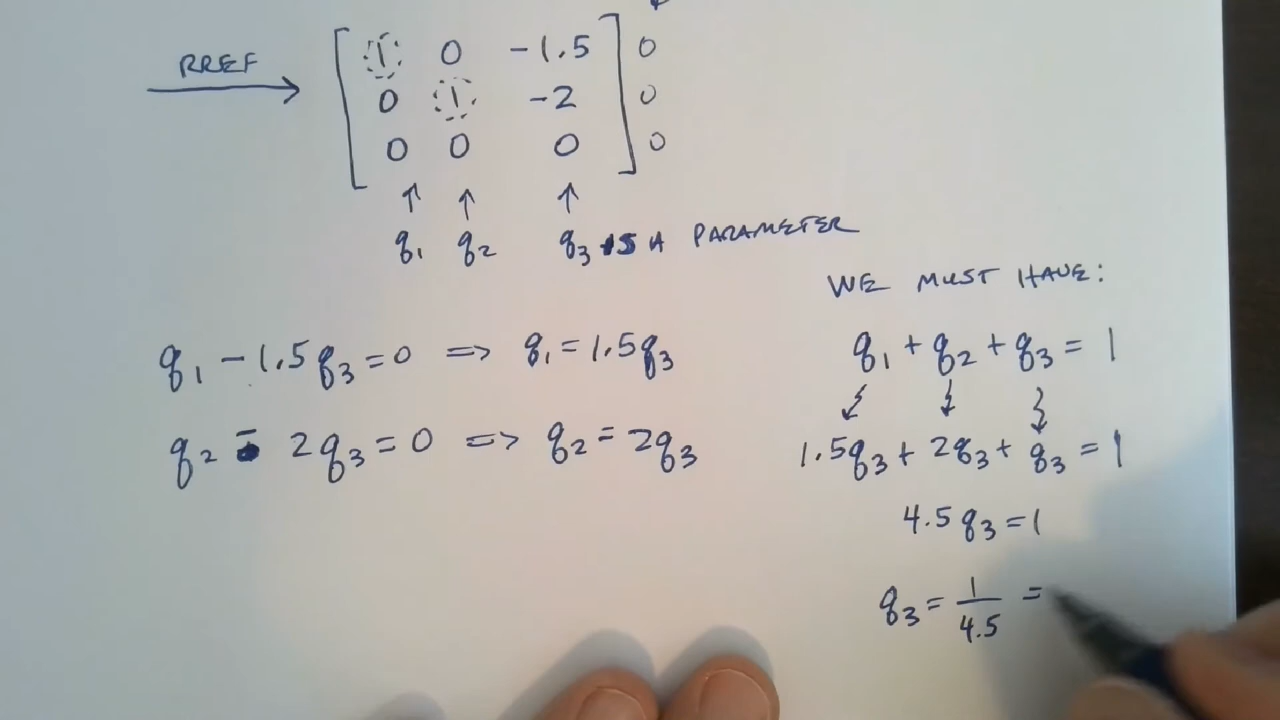 RREF
1 0 -1.5 0
0 1 -2 0
0 0 0 0
q1 q2 q3 IS A PARAMETER
WE MUST HAVE:
q1 - 1.5q3 = 0 => q1 = 1.5q3
q1 + q2 + q3 = 1
q2 - 2q3 = 0 => q2 = 2q3
1.5q3 + 2q3 + q3 = 1
4.5q3 = 1
q3 = 1/4.5 =